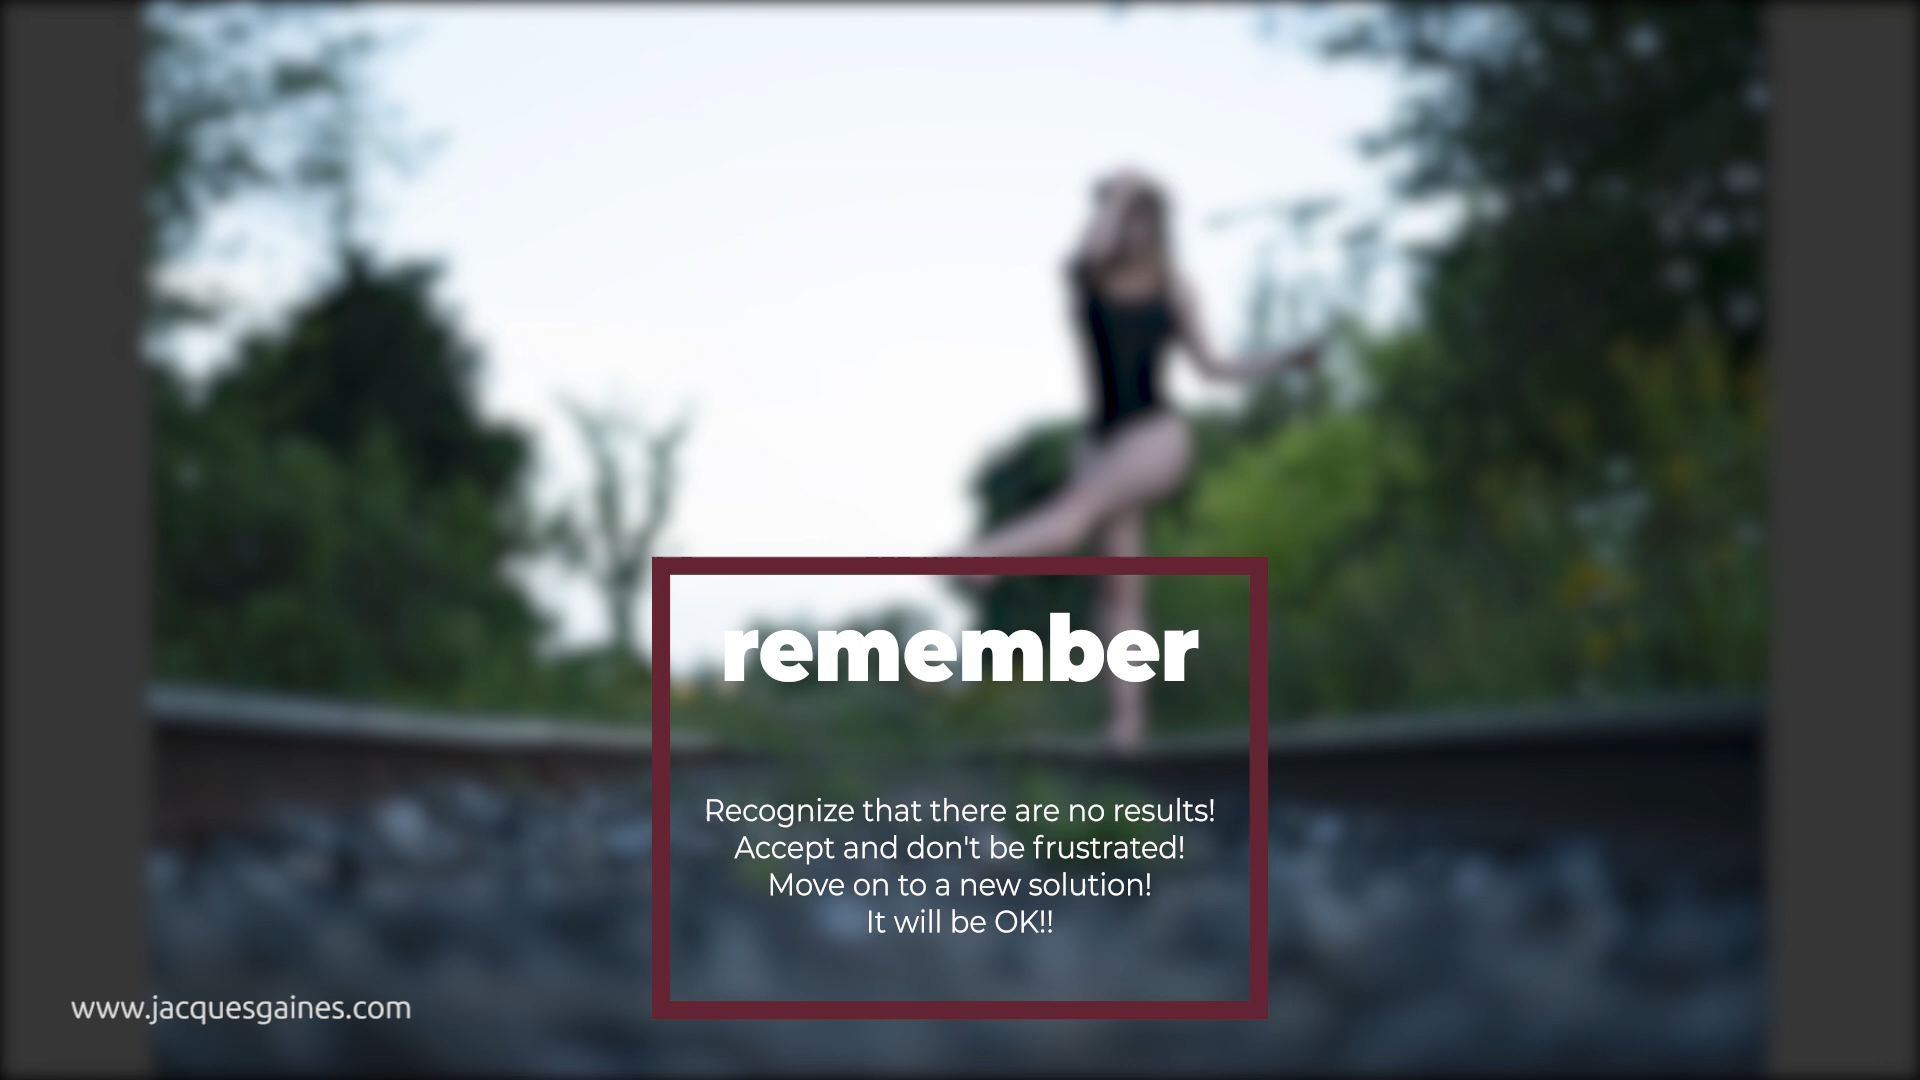 remember
Recognize that there are no results!
Accept and don't be frustrated!
Move on to a new solution!
It will be OK!!
www.jacquesgaines.com